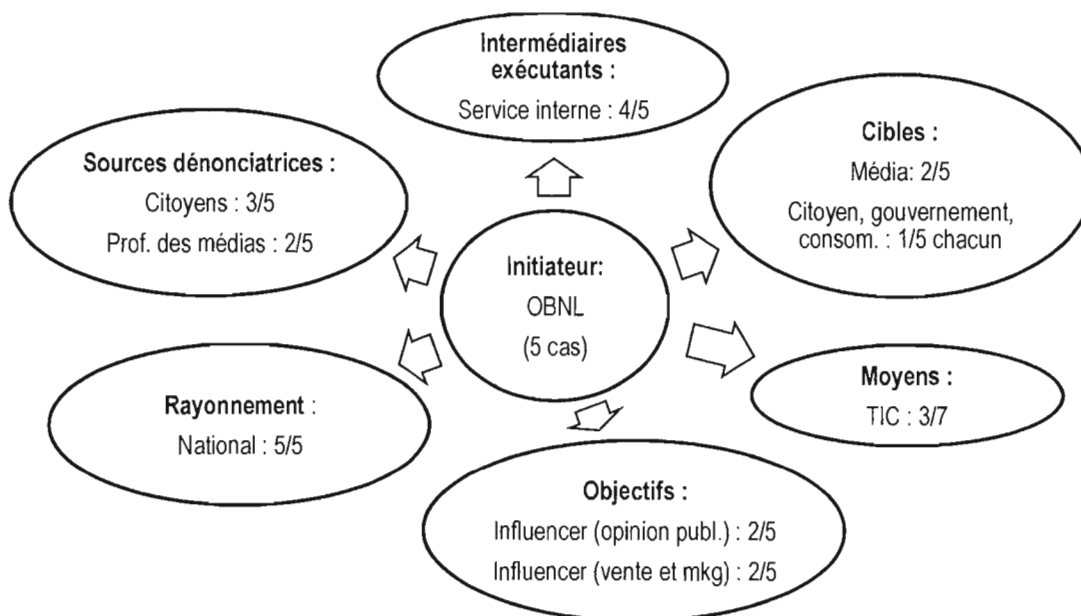 Intermédiaires
exécutants :
Service interne : 4/5
Sources dénonciatrices :
Citoyens : 3/5
Prof. des médias : 2/5
Cibles :
Média: 2/5
Citoyen, gouvernement,
consom. : 1/5 chacun
Initiateur:
OBNL
(5 cas)
Rayonnement :
National : 5/5
Moyens :
TIC : 3/7
Objectifs :
Influencer (opinion publ.) : 2/5
Influencer (vente et mkg) : 2/5